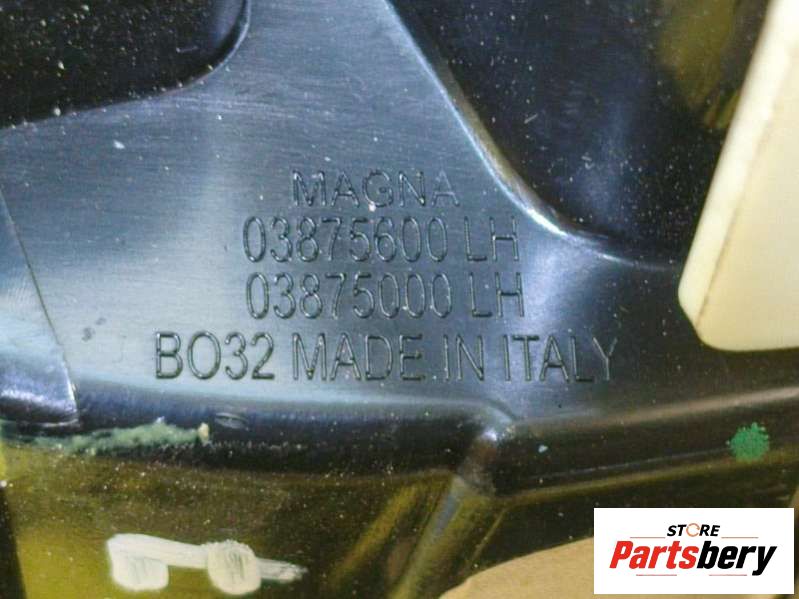 MAGNA
03875600 LH
03875000 LH
BO32 MADE IN ITALY
STORE
Partsbery